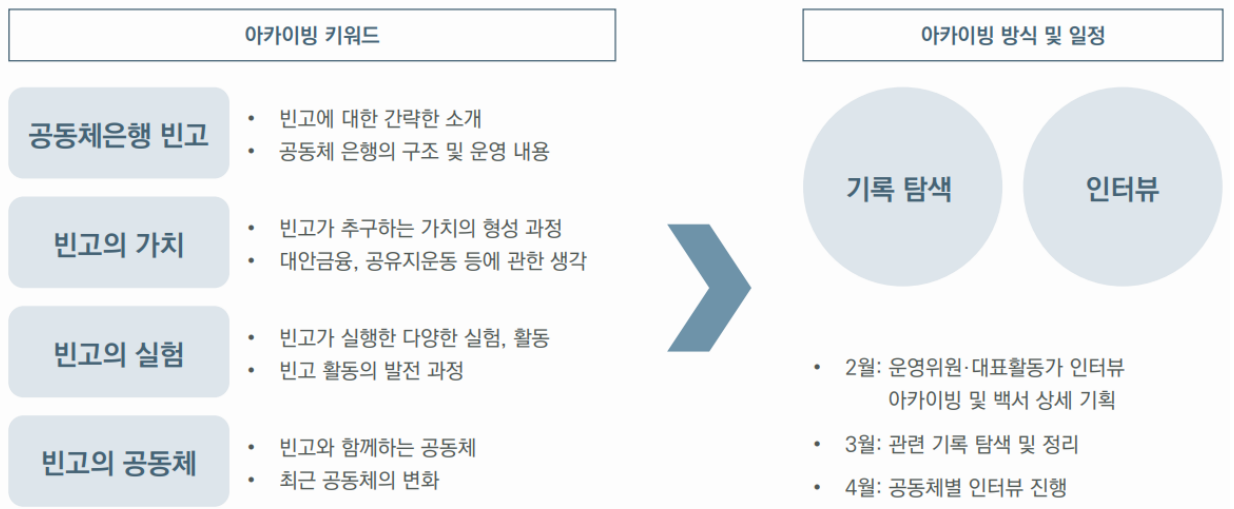 아카이빙 키워드
공동체은행 빈고
• 빈고에 대한 간략한 소개
• 공동체 은행의 구조 및 운영 내용
빈고의 가치
• 빈고가 추구하는 가치의 형성 과정
• 대안금융, 공유지운동 등에 관한 생각
빈고의 실험
• 빈고가 실행한 다양한 실험, 활동
• 빈고 활동의 발전 과정
빈고의 공동체
• 빈고와 함께하는 공동체
• 최근 공동체의 변화
아카이빙 방식 및 일정
기록 탐색
인터뷰
• 2월: 운영위원·대표활동가 인터뷰
아카이빙 및 백서 상세 기획
• 3월: 관련 기록 탐색 및 정리
• 4월: 공동체별 인터뷰 진행